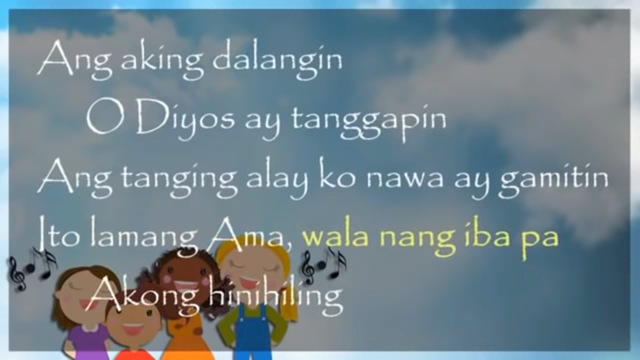 Ang aking dalangin
O Diyos ay tanggapin
Ang tanging alay ko nawa ay gamitin
Ito lamang Ama, wala nang iba pa
Akong hinihiling